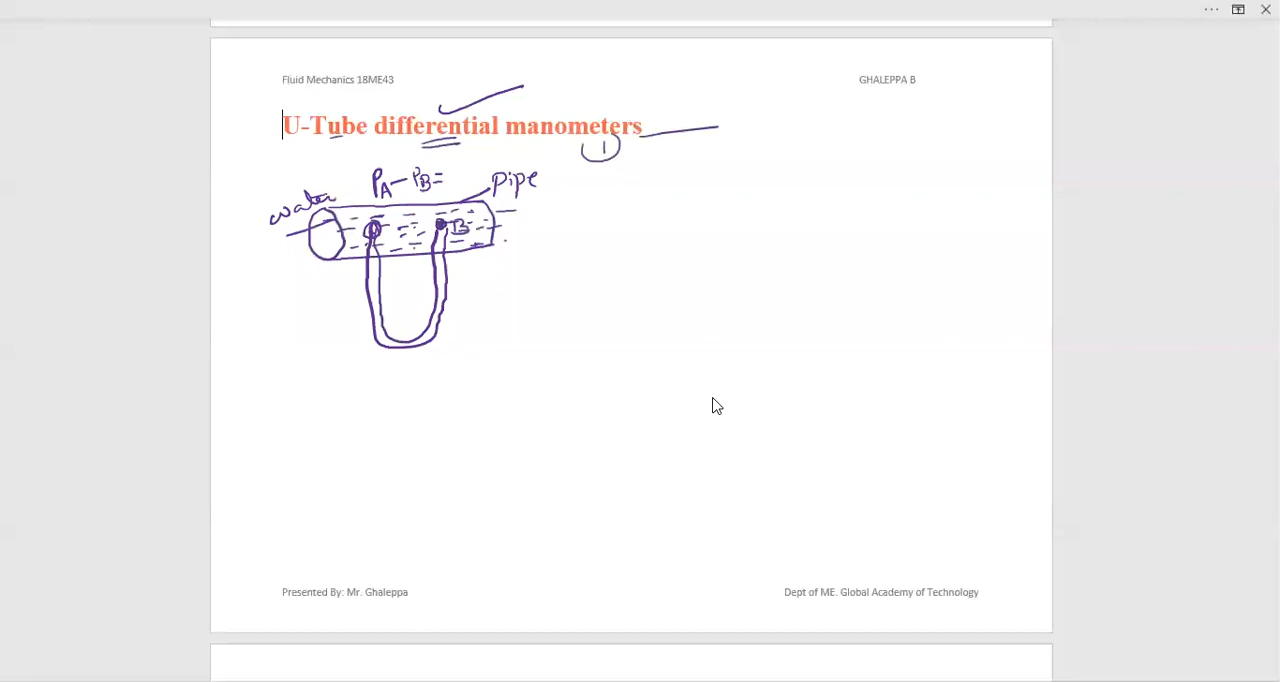 Fluid Mechanics 18ME43
GHALEPPA B
U-Tube differential manometers
1
PA-PB=
pipe
water
B
Presented By: Mr. Ghaleppa
Dept of ME. Global Academy of Technology